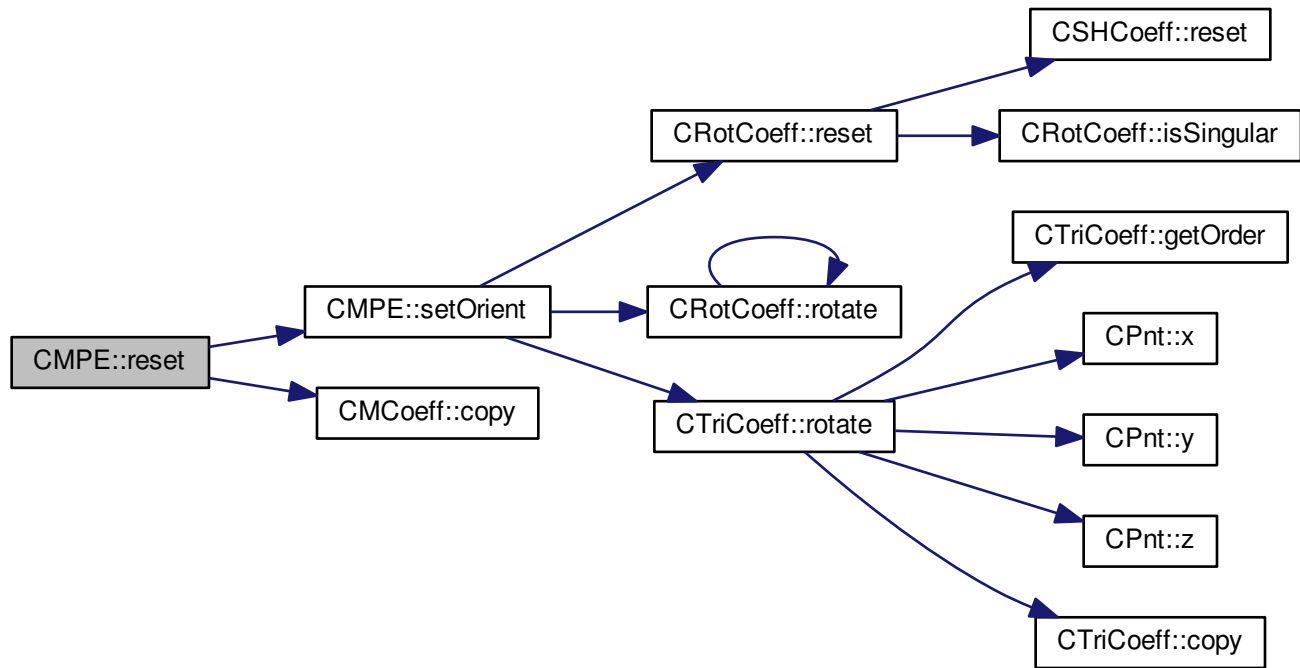 CSHCoeff::reset
CRotCoeff::reset
CRotCoeff::isSingular
CTriCoeff::getOrder
CMPE::setOrient
CRotCoeff::rotate
CPnt::x
CMPE::reset
CMCoeff::copy
CTriCoeff::rotate
CPnt::y
CPnt::z
CTriCoeff::copy